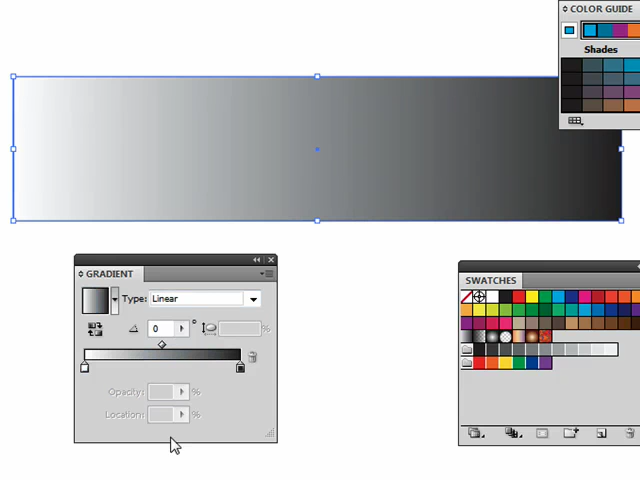 COLOR GUIDE
Shades
GRADIENT
Type: Linear
0 ° %
Opacity: %
Location: %
SWATCHES